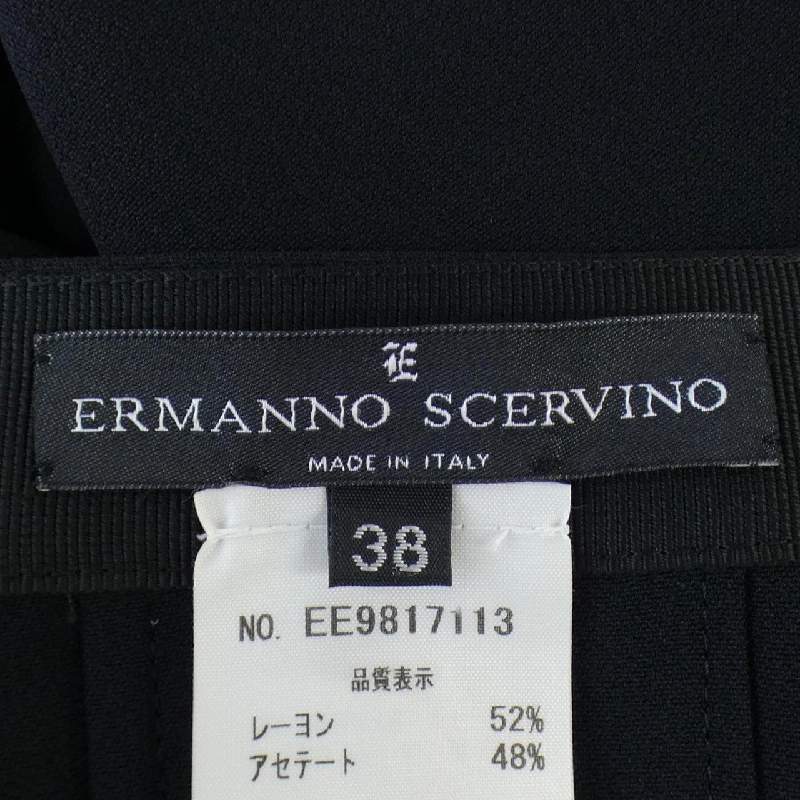 E
ERMANNO SCERVINO
MADE IN ITALY
38
NO. EE9817113
品質表示
レーヨン 52%
アセテート 48%